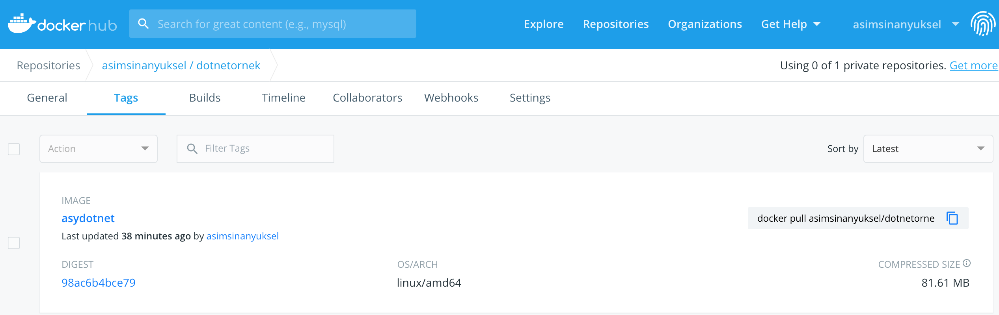 docker hub
Search for great content (e.g., mysql)
Explore
Repositories
Organizations
Get Help
asimsinanyuksel
Repositories
asimsinanyuksel / dotnetornek
Using 0 of 1 private repositories. Get more
General
Tags
Builds
Timeline
Collaborators
Webhooks
Settings
Action
Filter Tags
Sort by
Latest
IMAGE
asydotnet
docker pull asimsinanyuksel/dotnetorne
Last updated 38 minutes ago by asimsinanyuksel
DIGEST
OS/ARCH
COMPRESSED SIZE
98ac6b4bce79
linux/amd64
81.61 MB